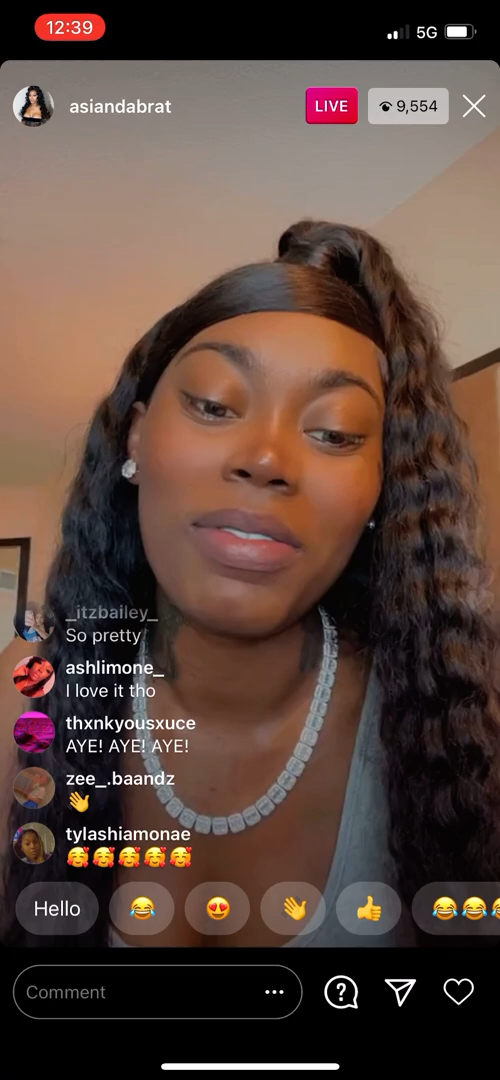 12:39
5G
asiandabrat
LIVE
9,554
_itzbailey_
So pretty
ashlimone_
I love it tho
thxnkyousxuce
AYE! AYE! AYE!
zee_.baandz
👋
tylashiamonae
🥰🥰🥰🥰🥰
Hello 😂 😍 👋 👍 😂😂😂
Comment